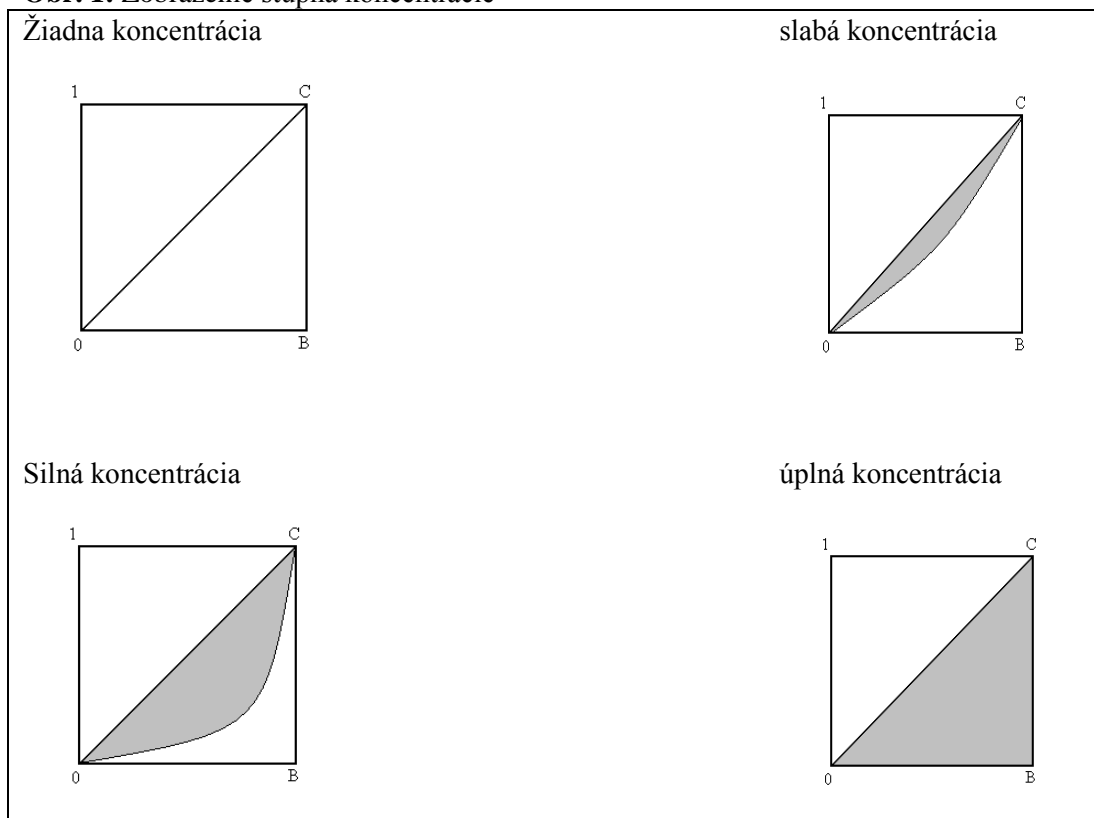 Žiadna koncentrácia
slabá koncentrácia
1 C
0 B
1 C
0 B
Silná koncentrácia
úplná koncentrácia
1 C
0 B
1 C
0 B